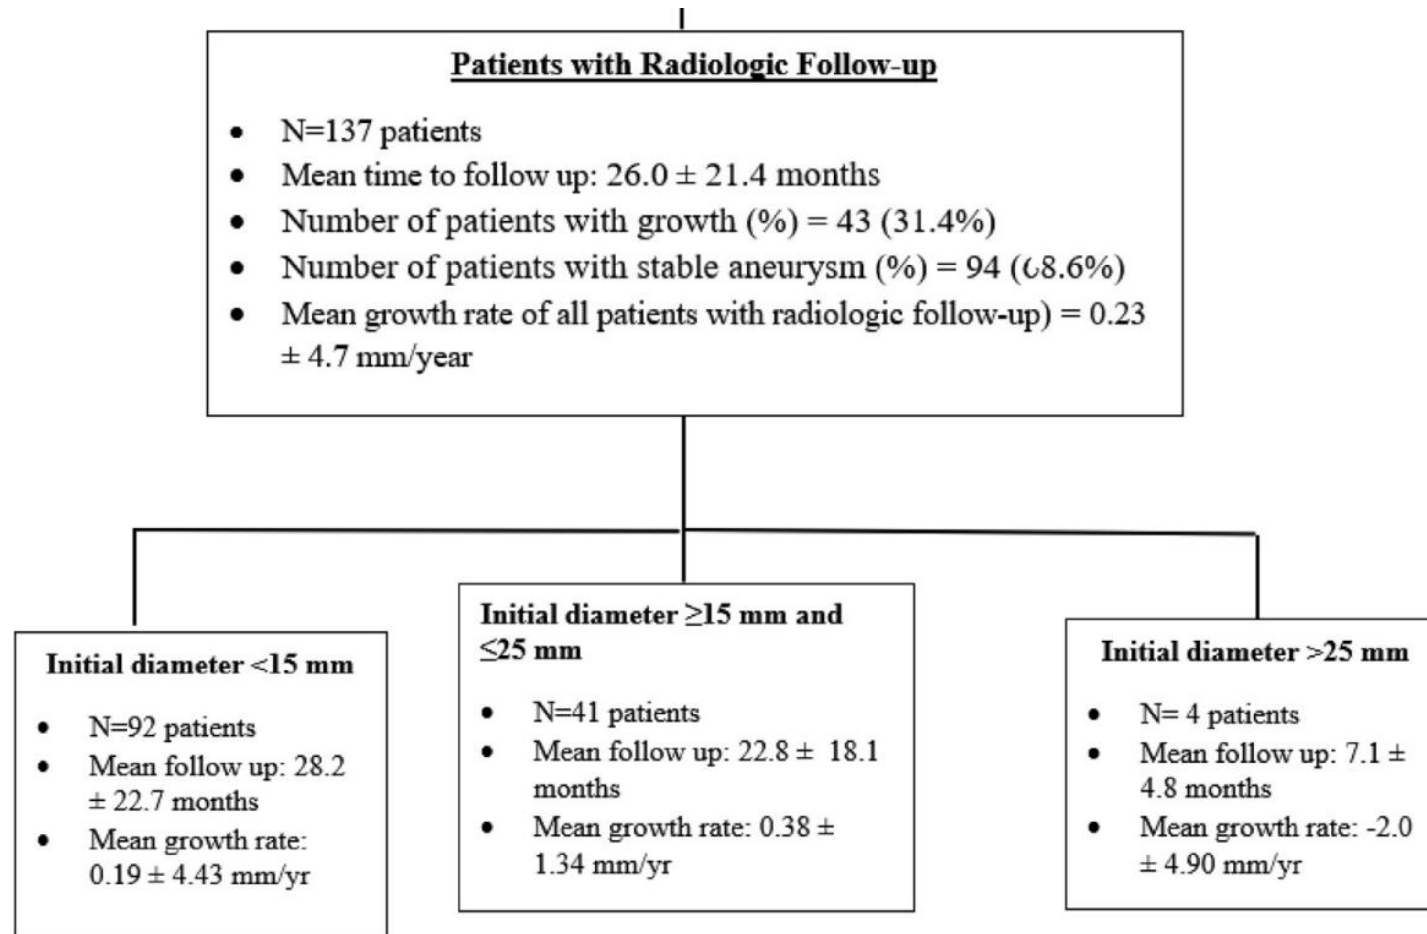 Patients with Radiologic Follow-up
• N=137 patients
• Mean time to follow up: 26.0 ± 21.4 months
• Number of patients with growth (%) = 43 (31.4%)
• Number of patients with stable aneurysm (%) = 94 (68.6%)
• Mean growth rate of all patients with radiologic follow-up) = 0.23
± 4.7 mm/year
Initial diameter <15 mm
• N=92 patients
• Mean follow up: 28.2
± 22.7 months
• Mean growth rate:
0.19 ± 4.43 mm/yr
Initial diameter ≥15 mm and
≤25 mm
• N=41 patients
• Mean follow up: 22.8 ± 18.1
months
• Mean growth rate: 0.38 ±
1.34 mm/yr
Initial diameter >25 mm
• N= 4 patients
• Mean follow up: 7.1 ±
4.8 months
• Mean growth rate: -2.0
± 4.90 mm/yr